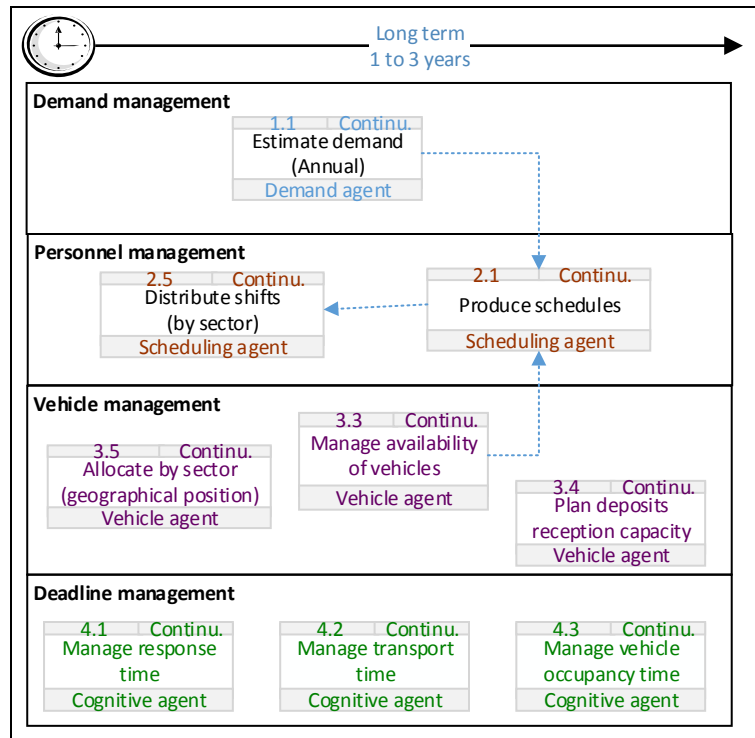 Long term
1 to 3 years
Demand management
1.1 Continu.
Estimate demand
(Annual)
Demand agent
Personnel management
2.5 Continu.
Distribute shifts
(by sector)
Scheduling agent
2.1 Continu.
Produce schedules
Scheduling agent
Vehicle management
3.5 Continu.
Allocate by sector
(geographical position)
Vehicle agent
3.3 Continu.
Manage availability
of vehicles
Vehicle agent
3.4 Continu.
Plan deposits
reception capacity
Vehicle agent
Deadline management
4.1 Continu.
Manage response
time
Cognitive agent
4.2 Continu.
Manage transport
time
Cognitive agent
4.3 Continu.
Manage vehicle
occupancy time
Cognitive agent